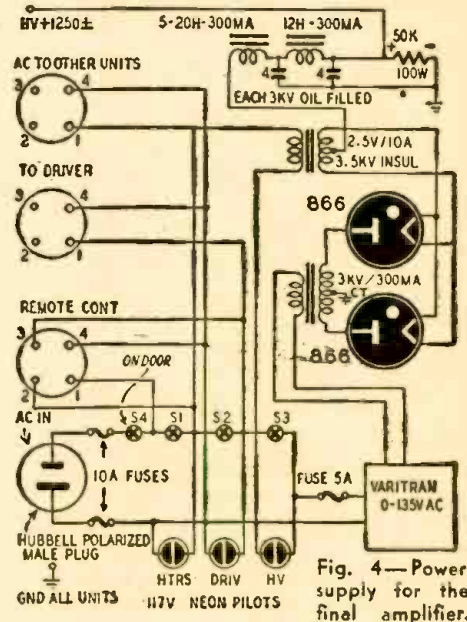 HV+1250±
5-20H-300MA
12H-300MA
50K
+
-
4
4
100W
EACH 3KV OIL FILLED
AC TO OTHER UNITS
3
4
2
1
2.5V/10A
3.5KV INSUL
TO DRIVER
3
4
2
1
866
3KV/300MA
CT
866
REMOTE CONT
3
4
2
1
ON DOOR
AC IN
S4
S1
S2
S3
10A FUSES
FUSE 5A
VARITRAM
0-135VAC
HUBBELL POLARIZED
MALE PLUG
GND ALL UNITS
HTRS
DRIV
HV
117V NEON PILOTS
Fig. 4—Power
supply for the
final amplifier.